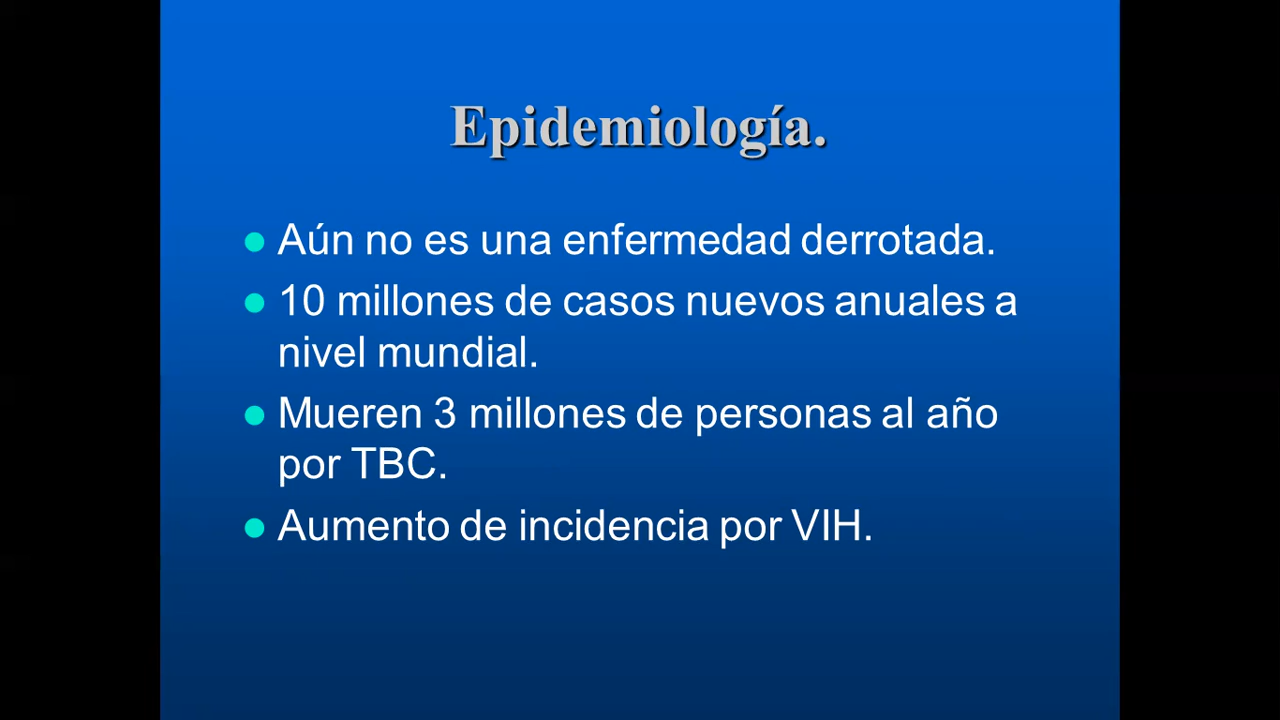 Epidemiología.
Aún no es una enfermedad derrotada.
10 millones de casos nuevos anuales a
nivel mundial.
Mueren 3 millones de personas al año
por TBC.
Aumento de incidencia por VIH.